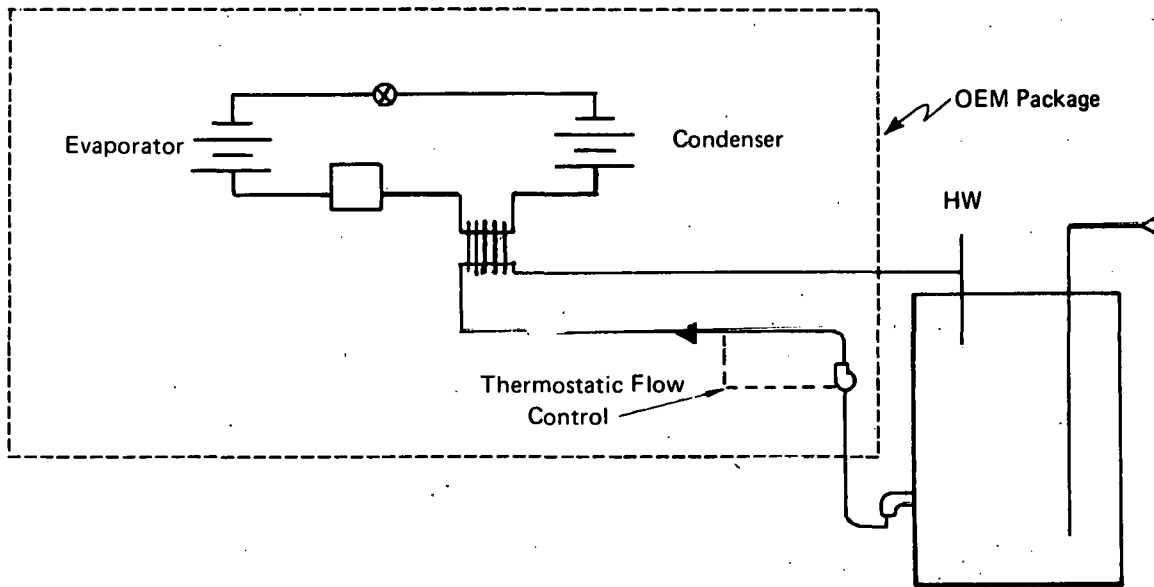 OEM Package
Evaporator
Condenser
HW
Thermostatic Flow
Control